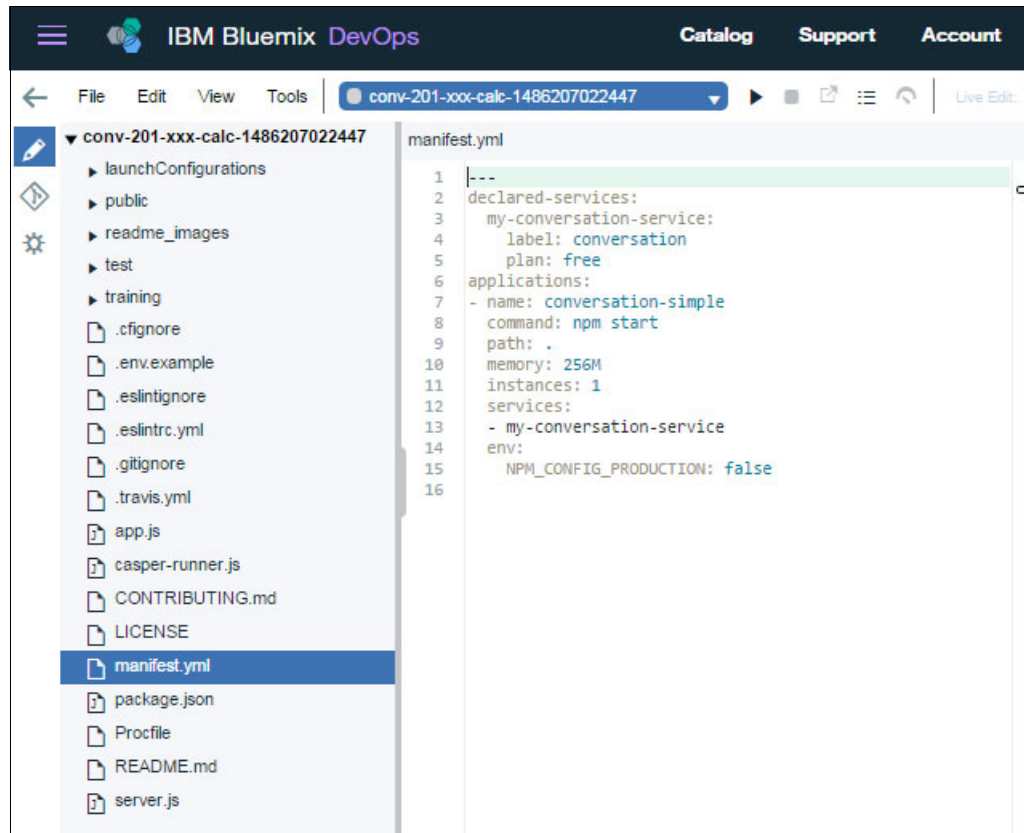 IBM Bluemix DevOps Catalog Support Account
File Edit View Tools conv-201-xxx-calc-1486207022447 Live Edit:
conv-201-xxx-calc-1486207022447
launchConfigurations
public
readme_images
test
training
.cfignore
.env.example
.eslintignore
.eslintrc.yml
.gitignore
.travis.yml
app.js
casper-runner.js
CONTRIBUTING.md
LICENSE
manifest.yml
package.json
Procfile
README.md
server.js
manifest.yml
1 ---
2 declared-services:
3   my-conversation-service:
4     label: conversation
5     plan: free
6 applications:
7 - name: conversation-simple
8   command: npm start
9   path: .
10   memory: 256M
11   instances: 1
12   services:
13   - my-conversation-service
14   env:
15     NPM_CONFIG_PRODUCTION: false
16